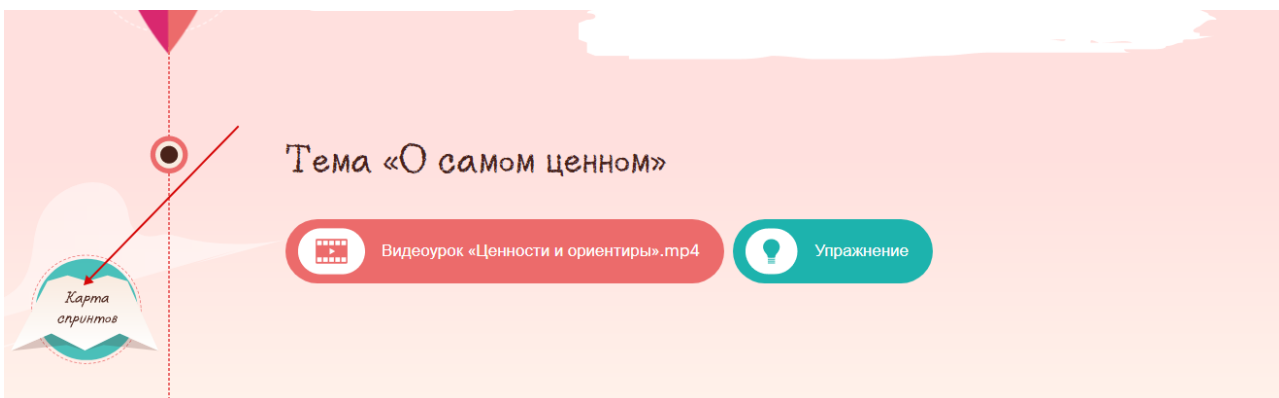 Тема «О самом ценном»
Видеоурок «Ценности и ориентиры».mp4
Упражнение
Карта
спринтов